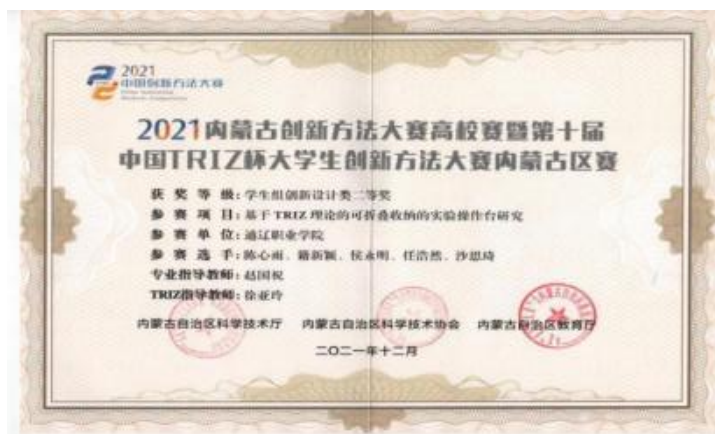 2021
中国创新方法大赛
2021内蒙古创新方法大赛高校赛暨第十届
中国TRIZ杯大学生创新方法大赛内蒙古区赛
获奖等级：学生组创新设计类二等奖
参赛项目：基于 TRIZ 理论的可折叠收纳的实验操作台研究
参赛单位：通辽职业学院
参赛选手：陈心雨、籍新颖、侯永明、任浩然、沙思琦
专业指导教师：赵国祝
TRIZ指导教师：徐亚玲
内蒙古自治区科学技术厅 内蒙古自治区科学技术协会 内蒙古自治区教育厅
二〇二一年十二月